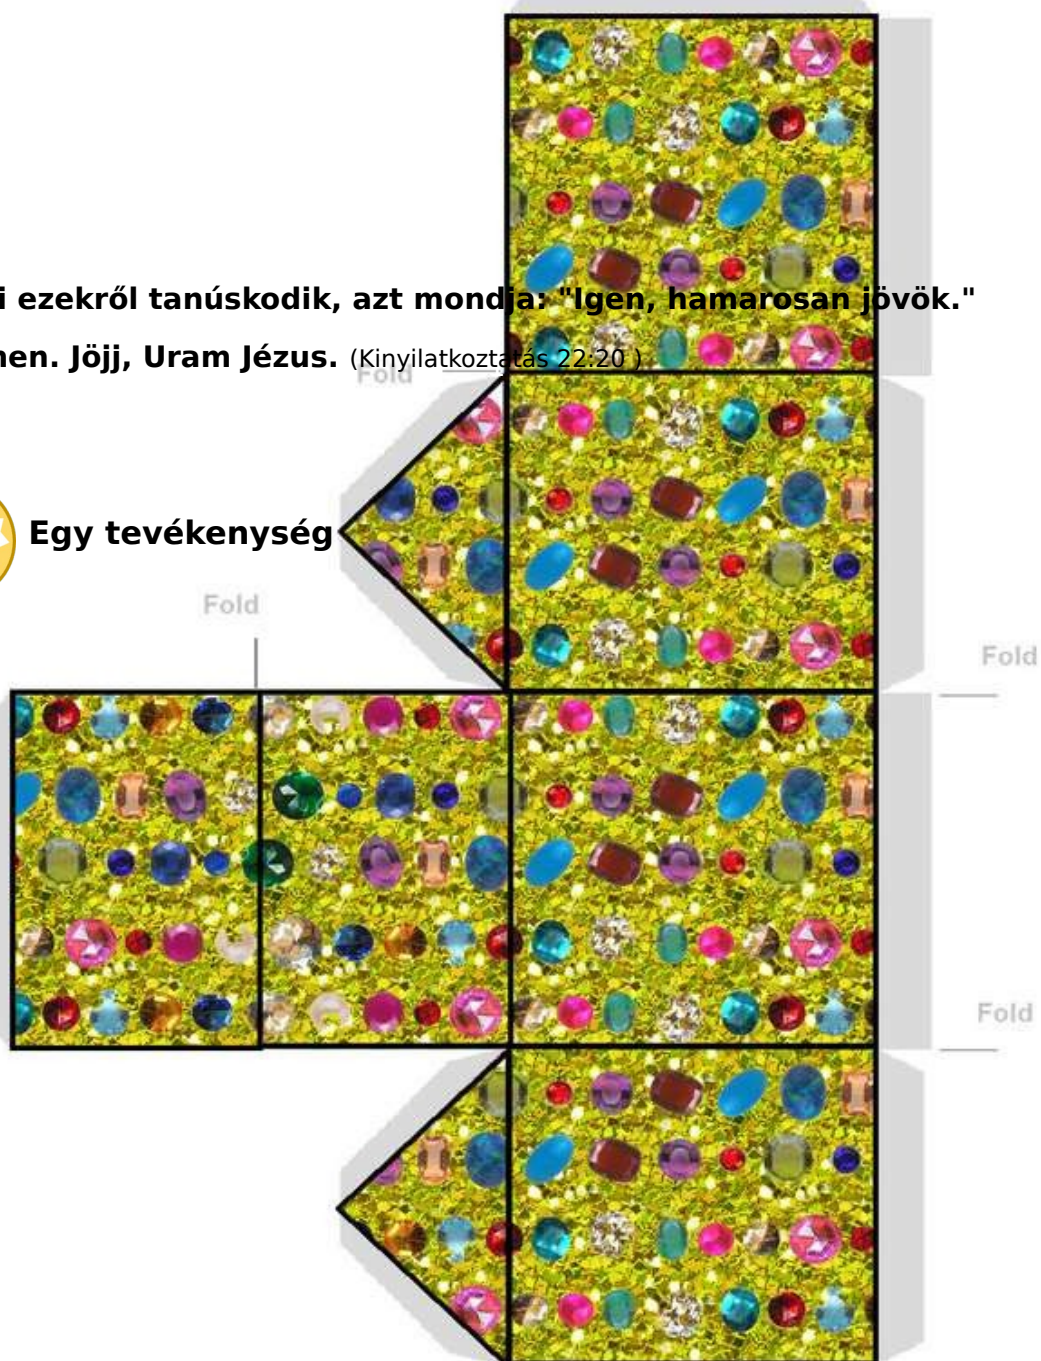 ezekről tanúskodik, azt mondja: "Igen, hamarosan jövök."
Jöjj, Uram Jézus. (Kinyilatkoztatás 22:20 )
Fold
Egy tevékenység
Fold
Fold
Fold